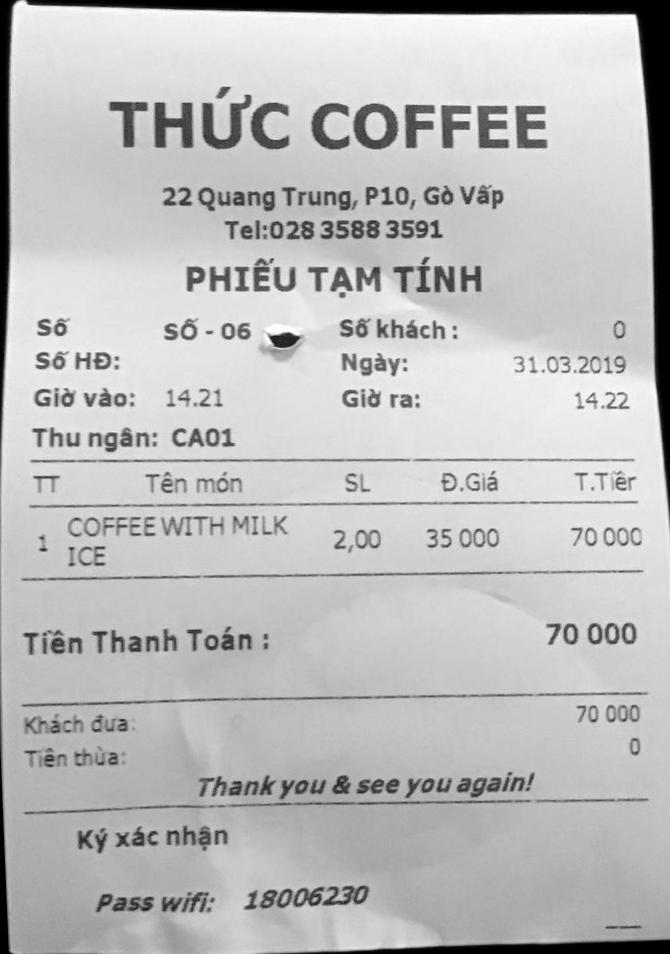 THỨC COFFEE
22 Quang Trung, P10, Gò Vấp
Tel:028 3588 3591
PHIẾU TẠM TÍNH
Số SỐ - 06 Số khách : 0
Số HĐ: Ngày: 31.03.2019
Giờ vào: 14.21 Giờ ra: 14.22
Thu ngân: CA01
TT Tên món SL Đ.Giá T.Tiền
1 COFFEE WITH MILK 2,00 35 000 70 000
ICE
Tiền Thanh Toán : 70 000
Khách đưa: 70 000
Tiền thừa: 0
Thank you & see you again!
Ký xác nhận
Pass wifi: 18006230